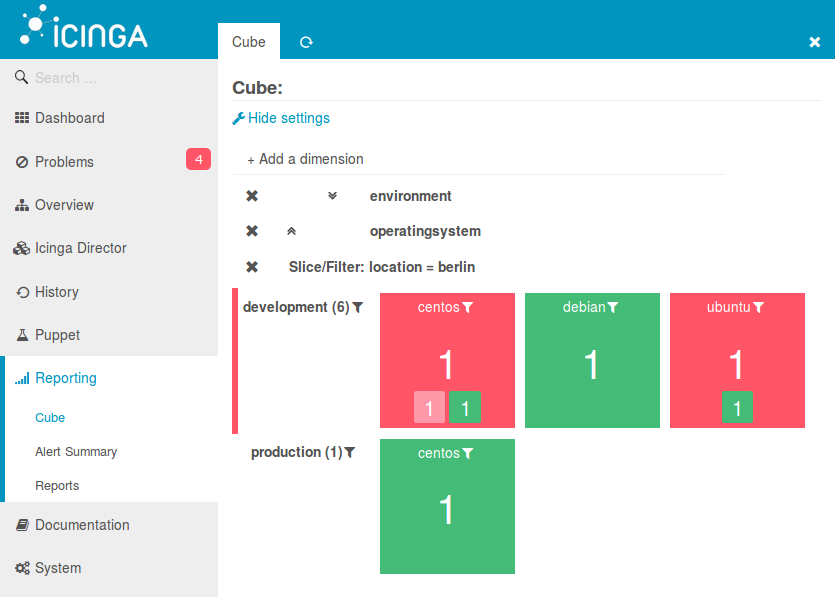 ICINGA
Cube
Search ...
Dashboard
Problems 4
Overview
Icinga Director
History
Puppet
Reporting
Cube
Alert Summary
Reports
Documentation
System
Cube:
Hide settings
+ Add a dimension
environment
operatingsystem
Slice/Filter: location = berlin
development (6) centos debian ubuntu
1 1 1
1 1 1
production (1) centos
1